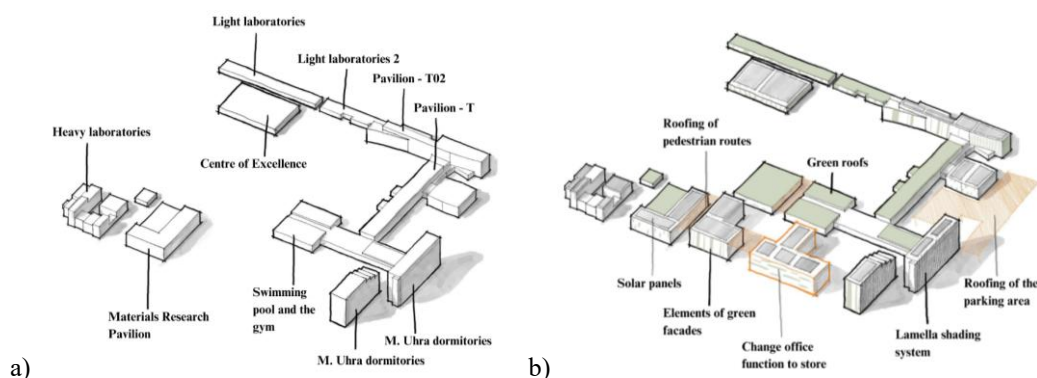 Light laboratories
Light laboratories 2
Pavilion - T02
Pavilion - T
Heavy laboratories
Centre of Excellence
Materials Research
Pavilion
Swimming
pool and the
gym
M. Uhra dormitories
M. Uhra dormitories
a)
Roofing of
pedestrian routes
Green roofs
Solar panels
Elements of green
facades
Change office
function to store
Roofing of the
parking area
Lamella shading
system
b)